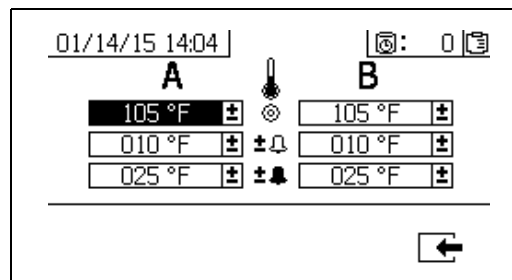 01/14/15 14:04 : 0
A B
105 °F ± 105 °F ±
010 °F ± ± 010 °F ±
025 °F ± ± 025 °F ±